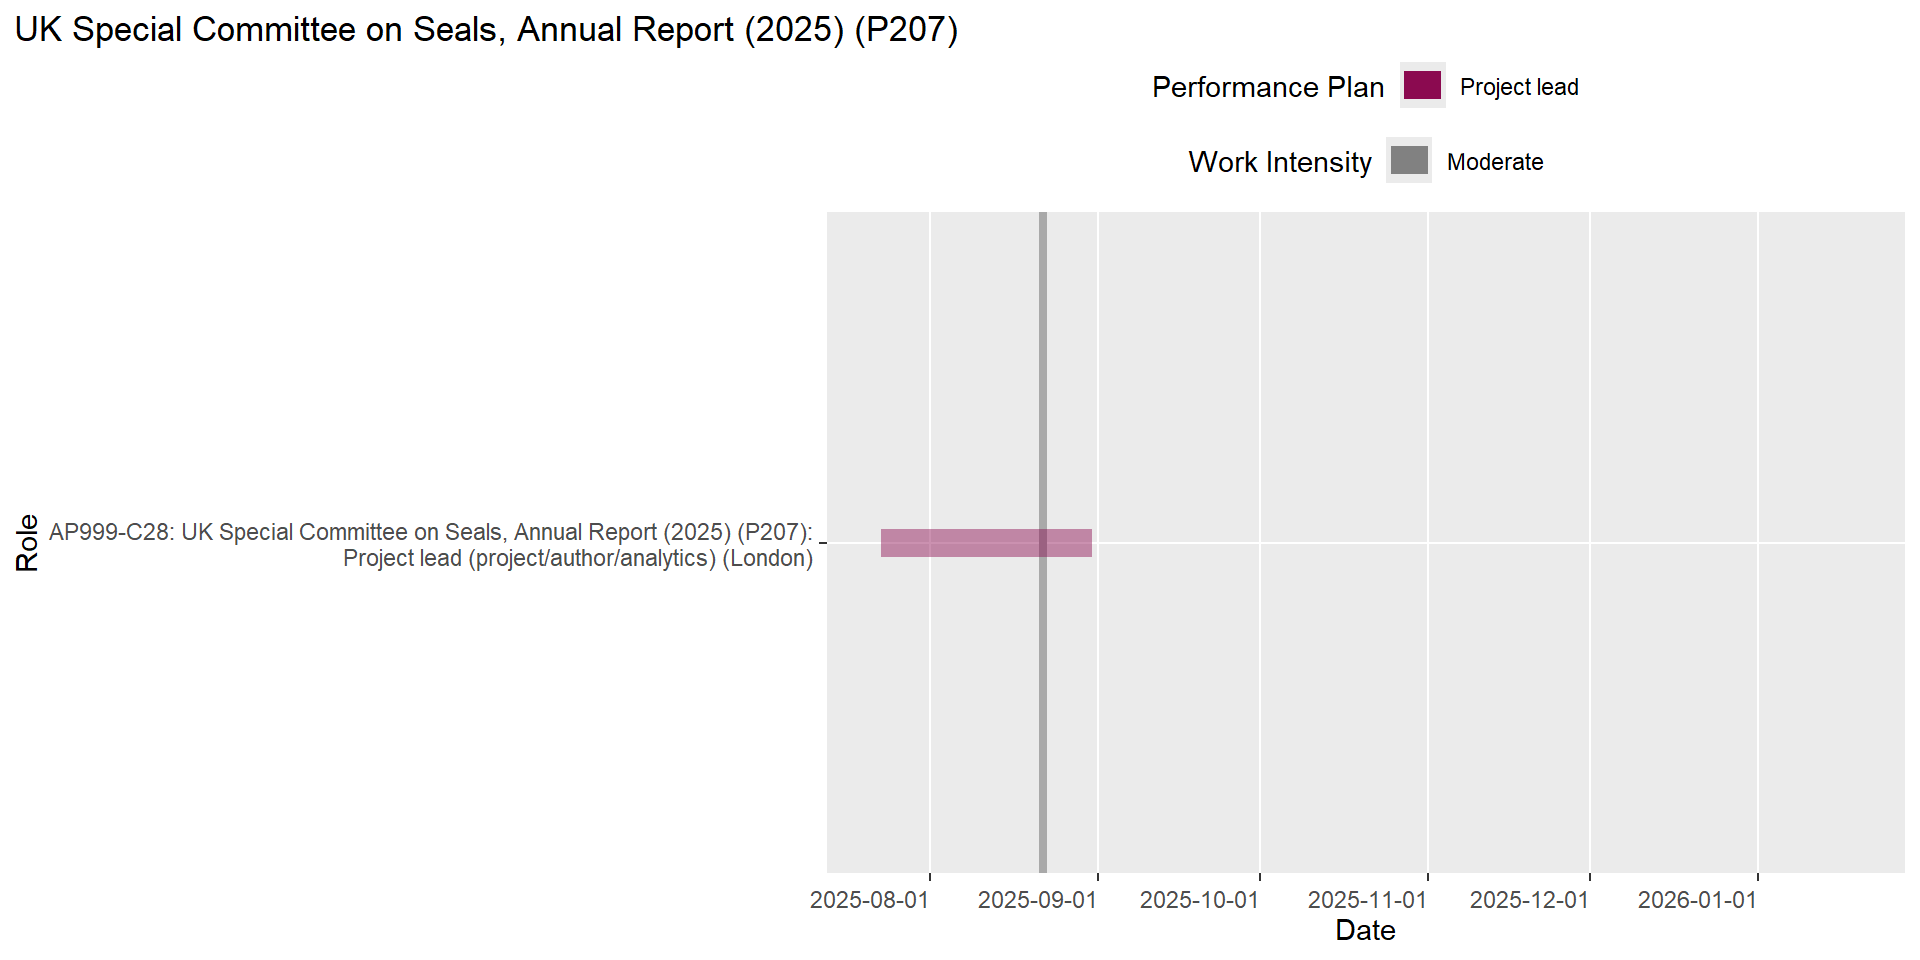 UK Special Committee on Seals, Annual Report (2025) (P207)
Performance Plan
Project lead
Work Intensity
Moderate
Role
AP999-C28: UK Special Committee on Seals, Annual Report (2025) (P207):
Project lead (project/author/analytics) (London)
2025-08-01
2025-09-01
2025-10-01
2025-11-01
2025-12-01
2026-01-01
Date